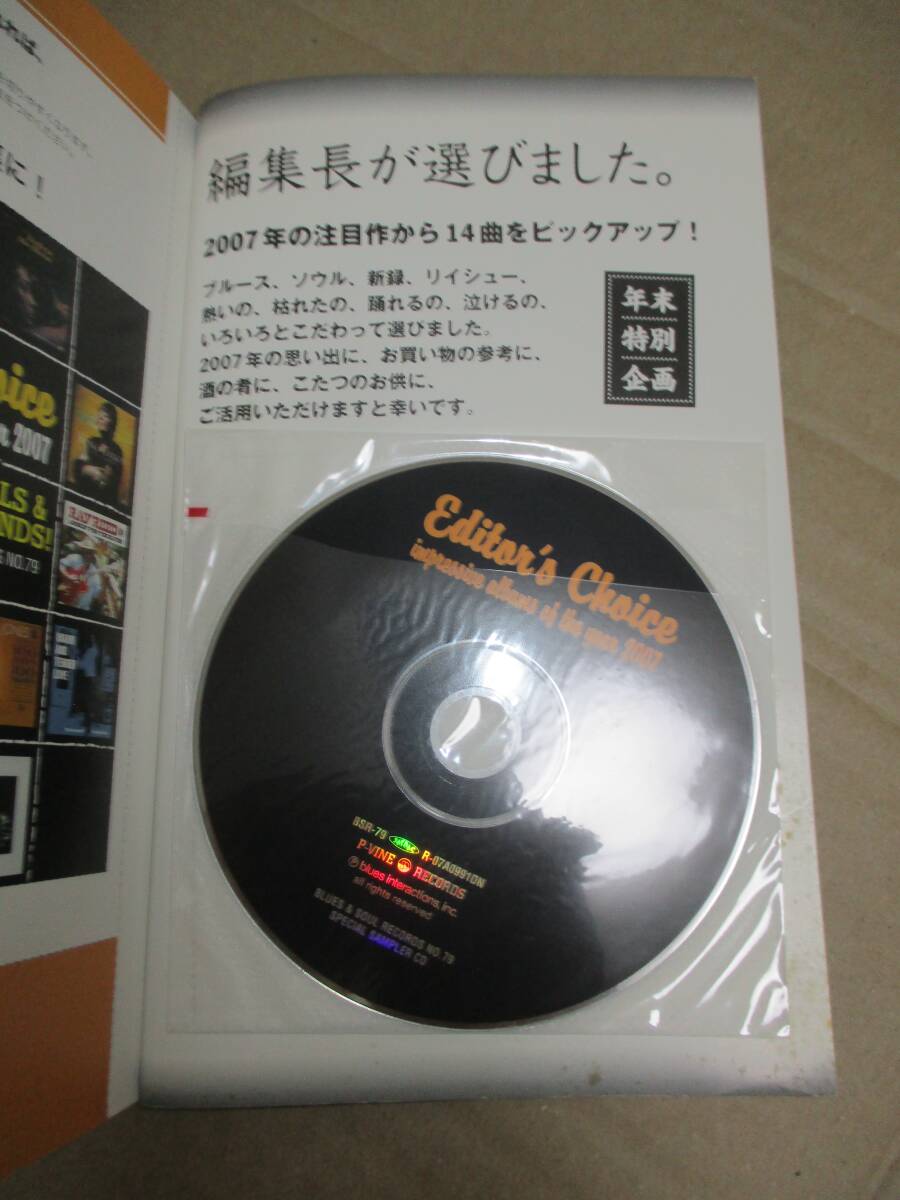 に!
oice
2007
LS &
NDS!
NO.79
編集長が選びました。
2007年の注目作から14曲をピックアップ!
ブルース、ソウル、新録、リイシュー、
熱いの、枯れたの、踊れるの、泣けるの、
いろいろとこだわって選びました。
2007年の思い出に、お買い物の参考に、
酒の肴に、こたつのお供に、
ご活用いただけますと幸いです。
年末
特別
企画
Editor's Choice
impressive albums of the year 2007
BSR-79 R-07A0991DN
P-VINE RECORDS
Ⓟ blues interactions, inc.
all rights reserved
BLUES & SOUL RECORDS NO.79
SPECIAL SAMPLER CD